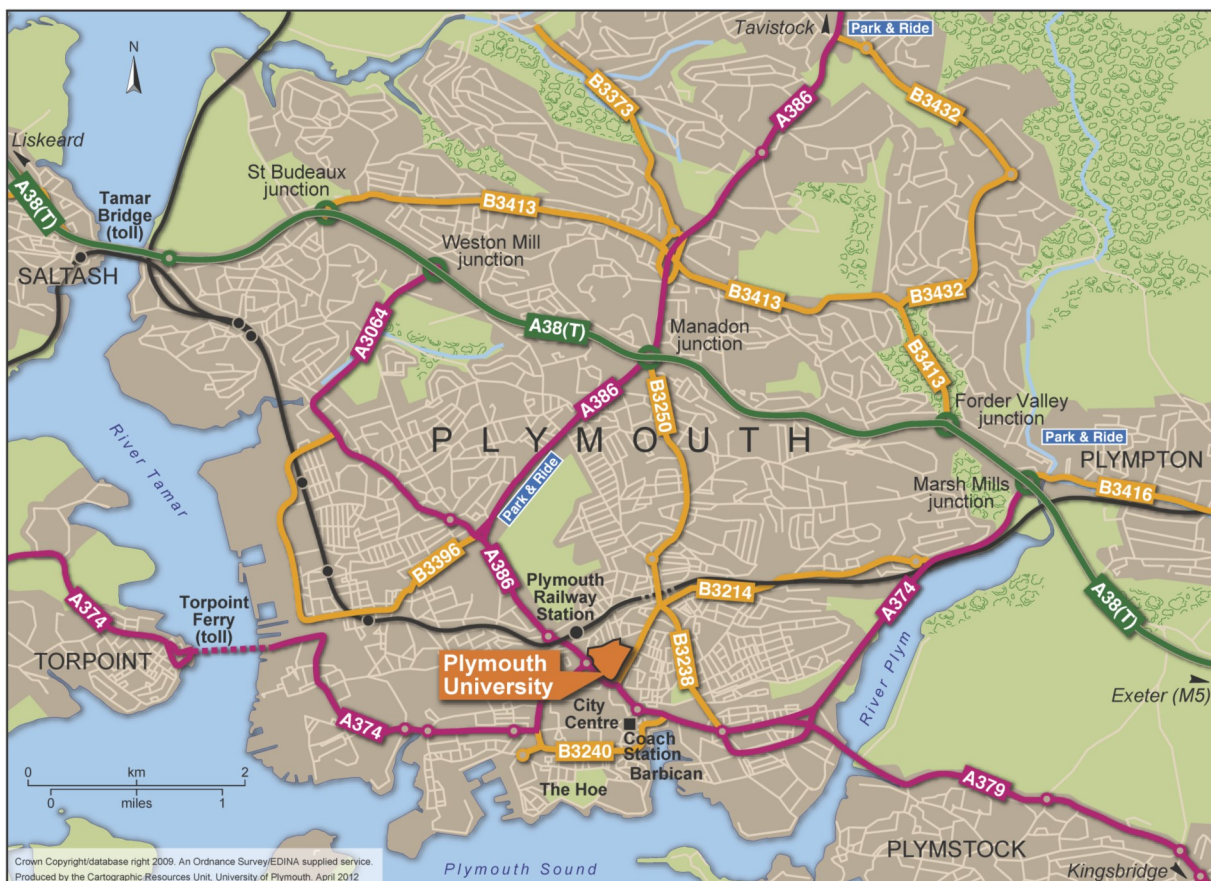 Tavistock
Park & Ride
N
B3373
A386
B3432
Liskeard
St Budeaux
junction
A38(T)
Tamar
Bridge
(toll)
B3413
Weston Mill
junction
SALTASH
B3413
B3432
A3064
A38(T)
Manadon
junction
B3413
A386
B3250
Forder Valley
junction
PLYMOUTH
Park & Ride
PLYMPTON
River Tamar
Park & Ride
Marsh Mills
junction
B3416
A386
B3396
Plymouth
Railway
Station
B3214
A374
A38(T)
A374
Torpoint
Ferry
(toll)
TORPOINT
Plymouth
University
B3238
River Plym
Exeter (M5)
City
Centre
A374
Coach
Station
B3240
Barbican
0 km 2
0 miles 1
The Hoe
A379
PLYMSTOCK
Crown Copyright/database right 2009. An Ordnance Survey/EDINA supplied service.
Produced by the Cartographic Resources Unit, University of Plymouth, April 2012
Plymouth Sound
Kingsbridge